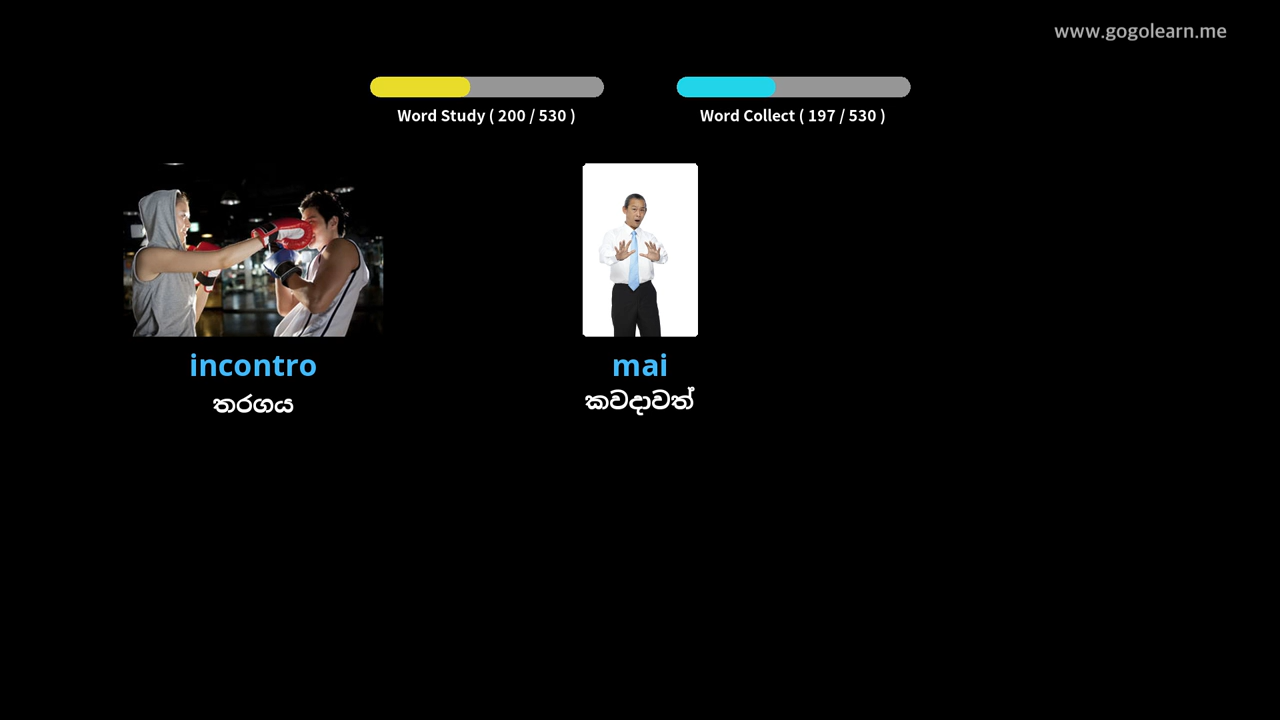 www.gogolearn.me
Word Study ( 200 / 530 )
Word Collect ( 197 / 530 )
incontro
තරගය
mai
කවදාවත්